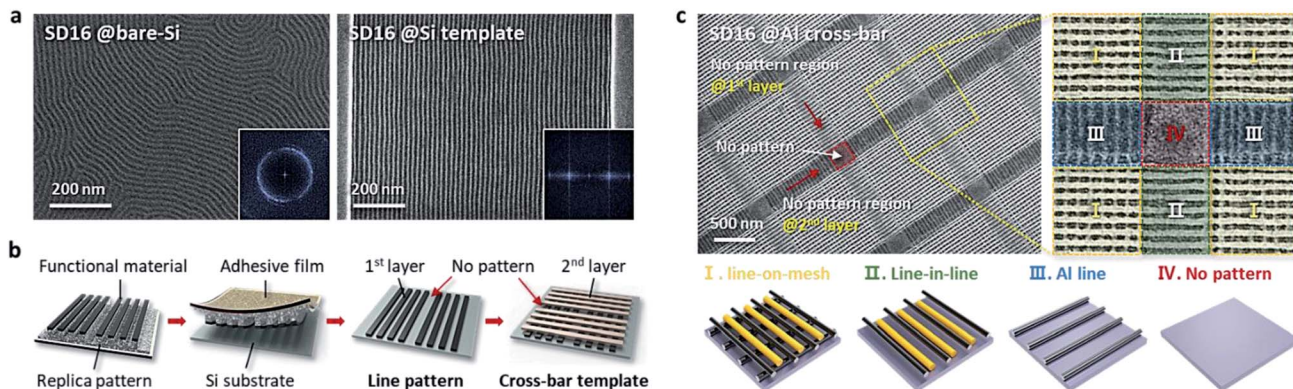 a
SD16 @bare-Si
200 nm
SD16 @Si template
200 nm
b
Functional material
Replica pattern
Adhesive film
Si substrate
1st layer
No pattern
Line pattern
2nd layer
Cross-bar template
c
SD16 @Al cross-bar
No pattern region
@1st layer
No pattern
No pattern region
@2nd layer
500 nm
I II I
III IV III
I II I
I . line-on-mesh
II. Line-in-line
III. Al line
IV. No pattern